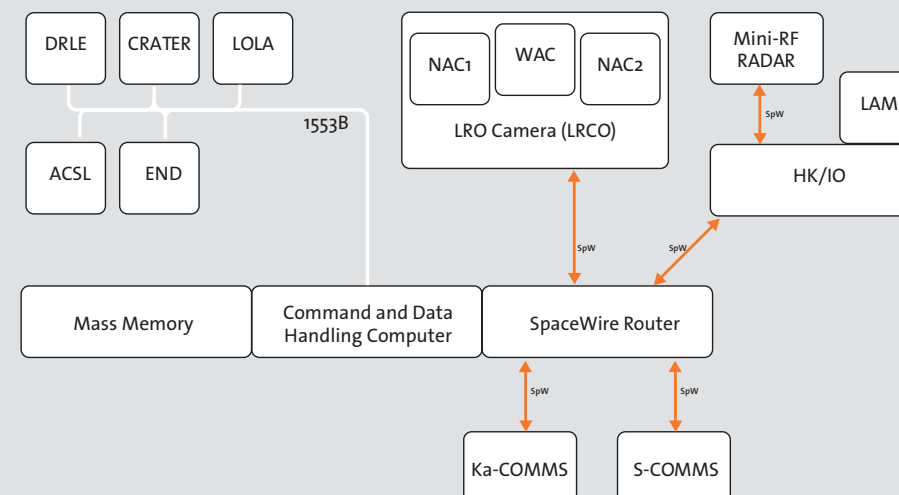 DRLE
CRATER
LOLA
1553B
ACSL
END
NAC1
WAC
NAC2
LRO Camera (LRCO)
Mini-RF
RADAR
SpW
LAM
HK/IO
SpW
SpW
Mass Memory
Command and Data
Handling Computer
SpaceWire Router
SpW
SpW
Ka-COMMS
S-COMMS